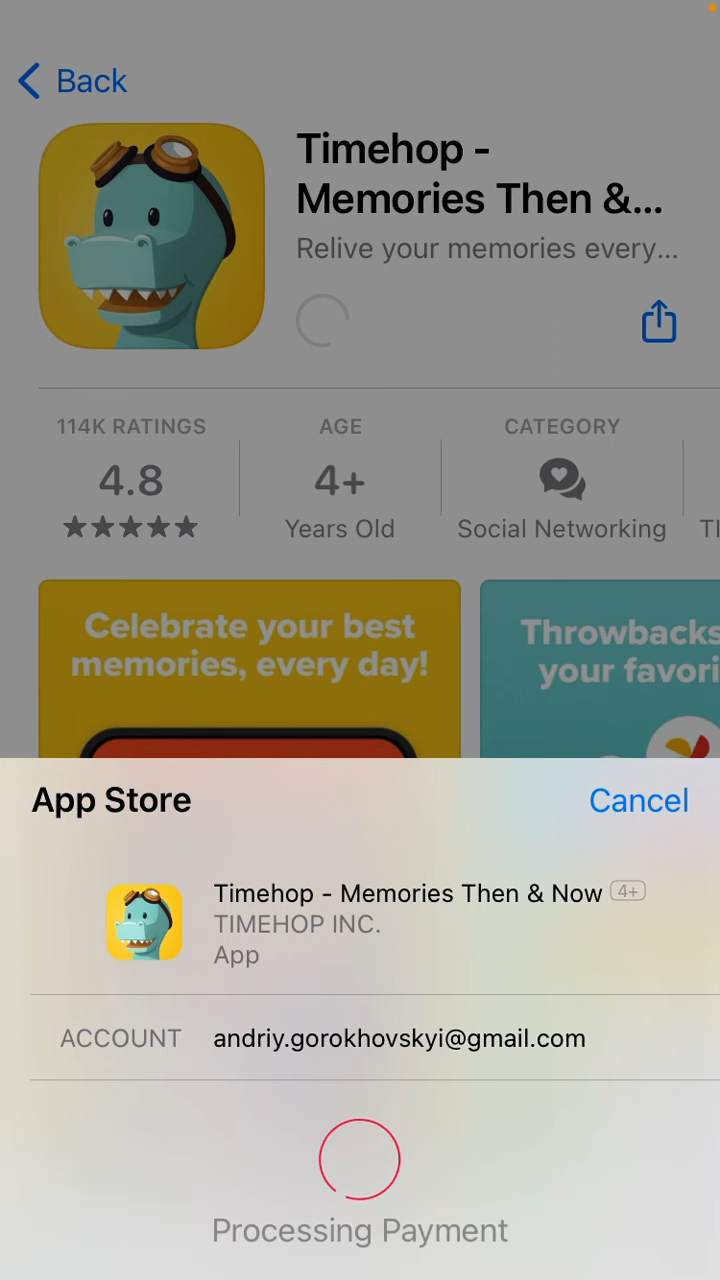 Back
Timehop -
Memories Then &...
Relive your memories every...
114K RATINGS
4.8
AGE
4+
Years Old
CATEGORY
Social Networking
Celebrate your best
memories, every day!
Throwbacks
your favori
App Store
Cancel
Timehop - Memories Then & Now 4+
TIMEHOP INC.
App
ACCOUNT andriy.gorokhovskyi@gmail.com
Processing Payment